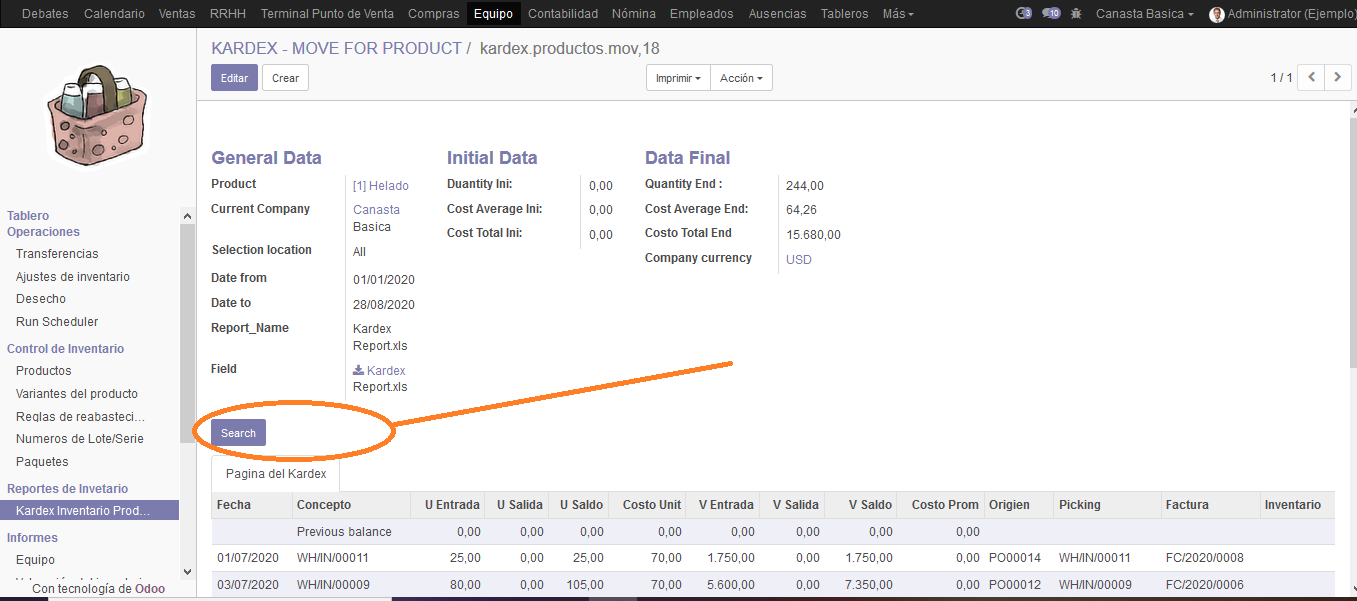 Debates Calendario Ventas RRHH Terminal Punto de Venta Compras Equipo Contabilidad Nómina Empleados Ausencias Tableros Más 3 10 Canasta Basica Administrator (Ejemplo)
KARDEX - MOVE FOR PRODUCT / kardex.productos.mov,18
Editar Crear Imprimir Acción 1 / 1
Tablero
Operaciones
Transferencias
Ajustes de inventario
Desecho
Run Scheduler
Control de Inventario
Productos
Variantes del producto
Reglas de reabasteci...
Numeros de Lote/Serie
Paquetes
Reportes de Invetario
Kardex Inventario Prod...
Informes
Equipo
Con tecnología de Odoo
General Data
Product [1] Helado
Current Company Canasta
Basica
Selection location All
Date from 01/01/2020
Date to 28/08/2020
Report_Name Kardex
Report.xls
Field Kardex
Report.xls
Initial Data
Duantity Ini: 0,00
Cost Average Ini: 0,00
Cost Total Ini: 0,00
Data Final
Quantity End : 244,00
Cost Average End: 64,26
Costo Total End 15.680,00
Company currency USD
Search
Pagina del Kardex
Fecha Concepto U Entrada U Salida U Saldo Costo Unit V Entrada V Salida V Saldo Costo Prom Origien Picking Factura Inventario
Previous balance 0,00 0,00 0,00 0,00 0,00 0,00 0,00 0,00
01/07/2020 WH/IN/00011 25,00 0,00 25,00 70,00 1.750,00 0,00 1.750,00 0,00 PO00014 WH/IN/00011 FC/2020/0008
03/07/2020 WH/IN/00009 80,00 0,00 105,00 70,00 5.600,00 0,00 7.350,00 0,00 PO00012 WH/IN/00009 FC/2020/0006